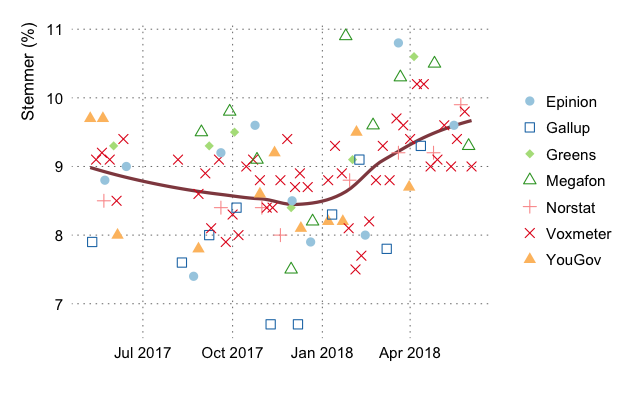 Stemmer (%)
11
10
9
8
7
Jul 2017
Oct 2017
Jan 2018
Apr 2018
Epinion
Gallup
Greens
Megafon
Norstat
Voxmeter
YouGov